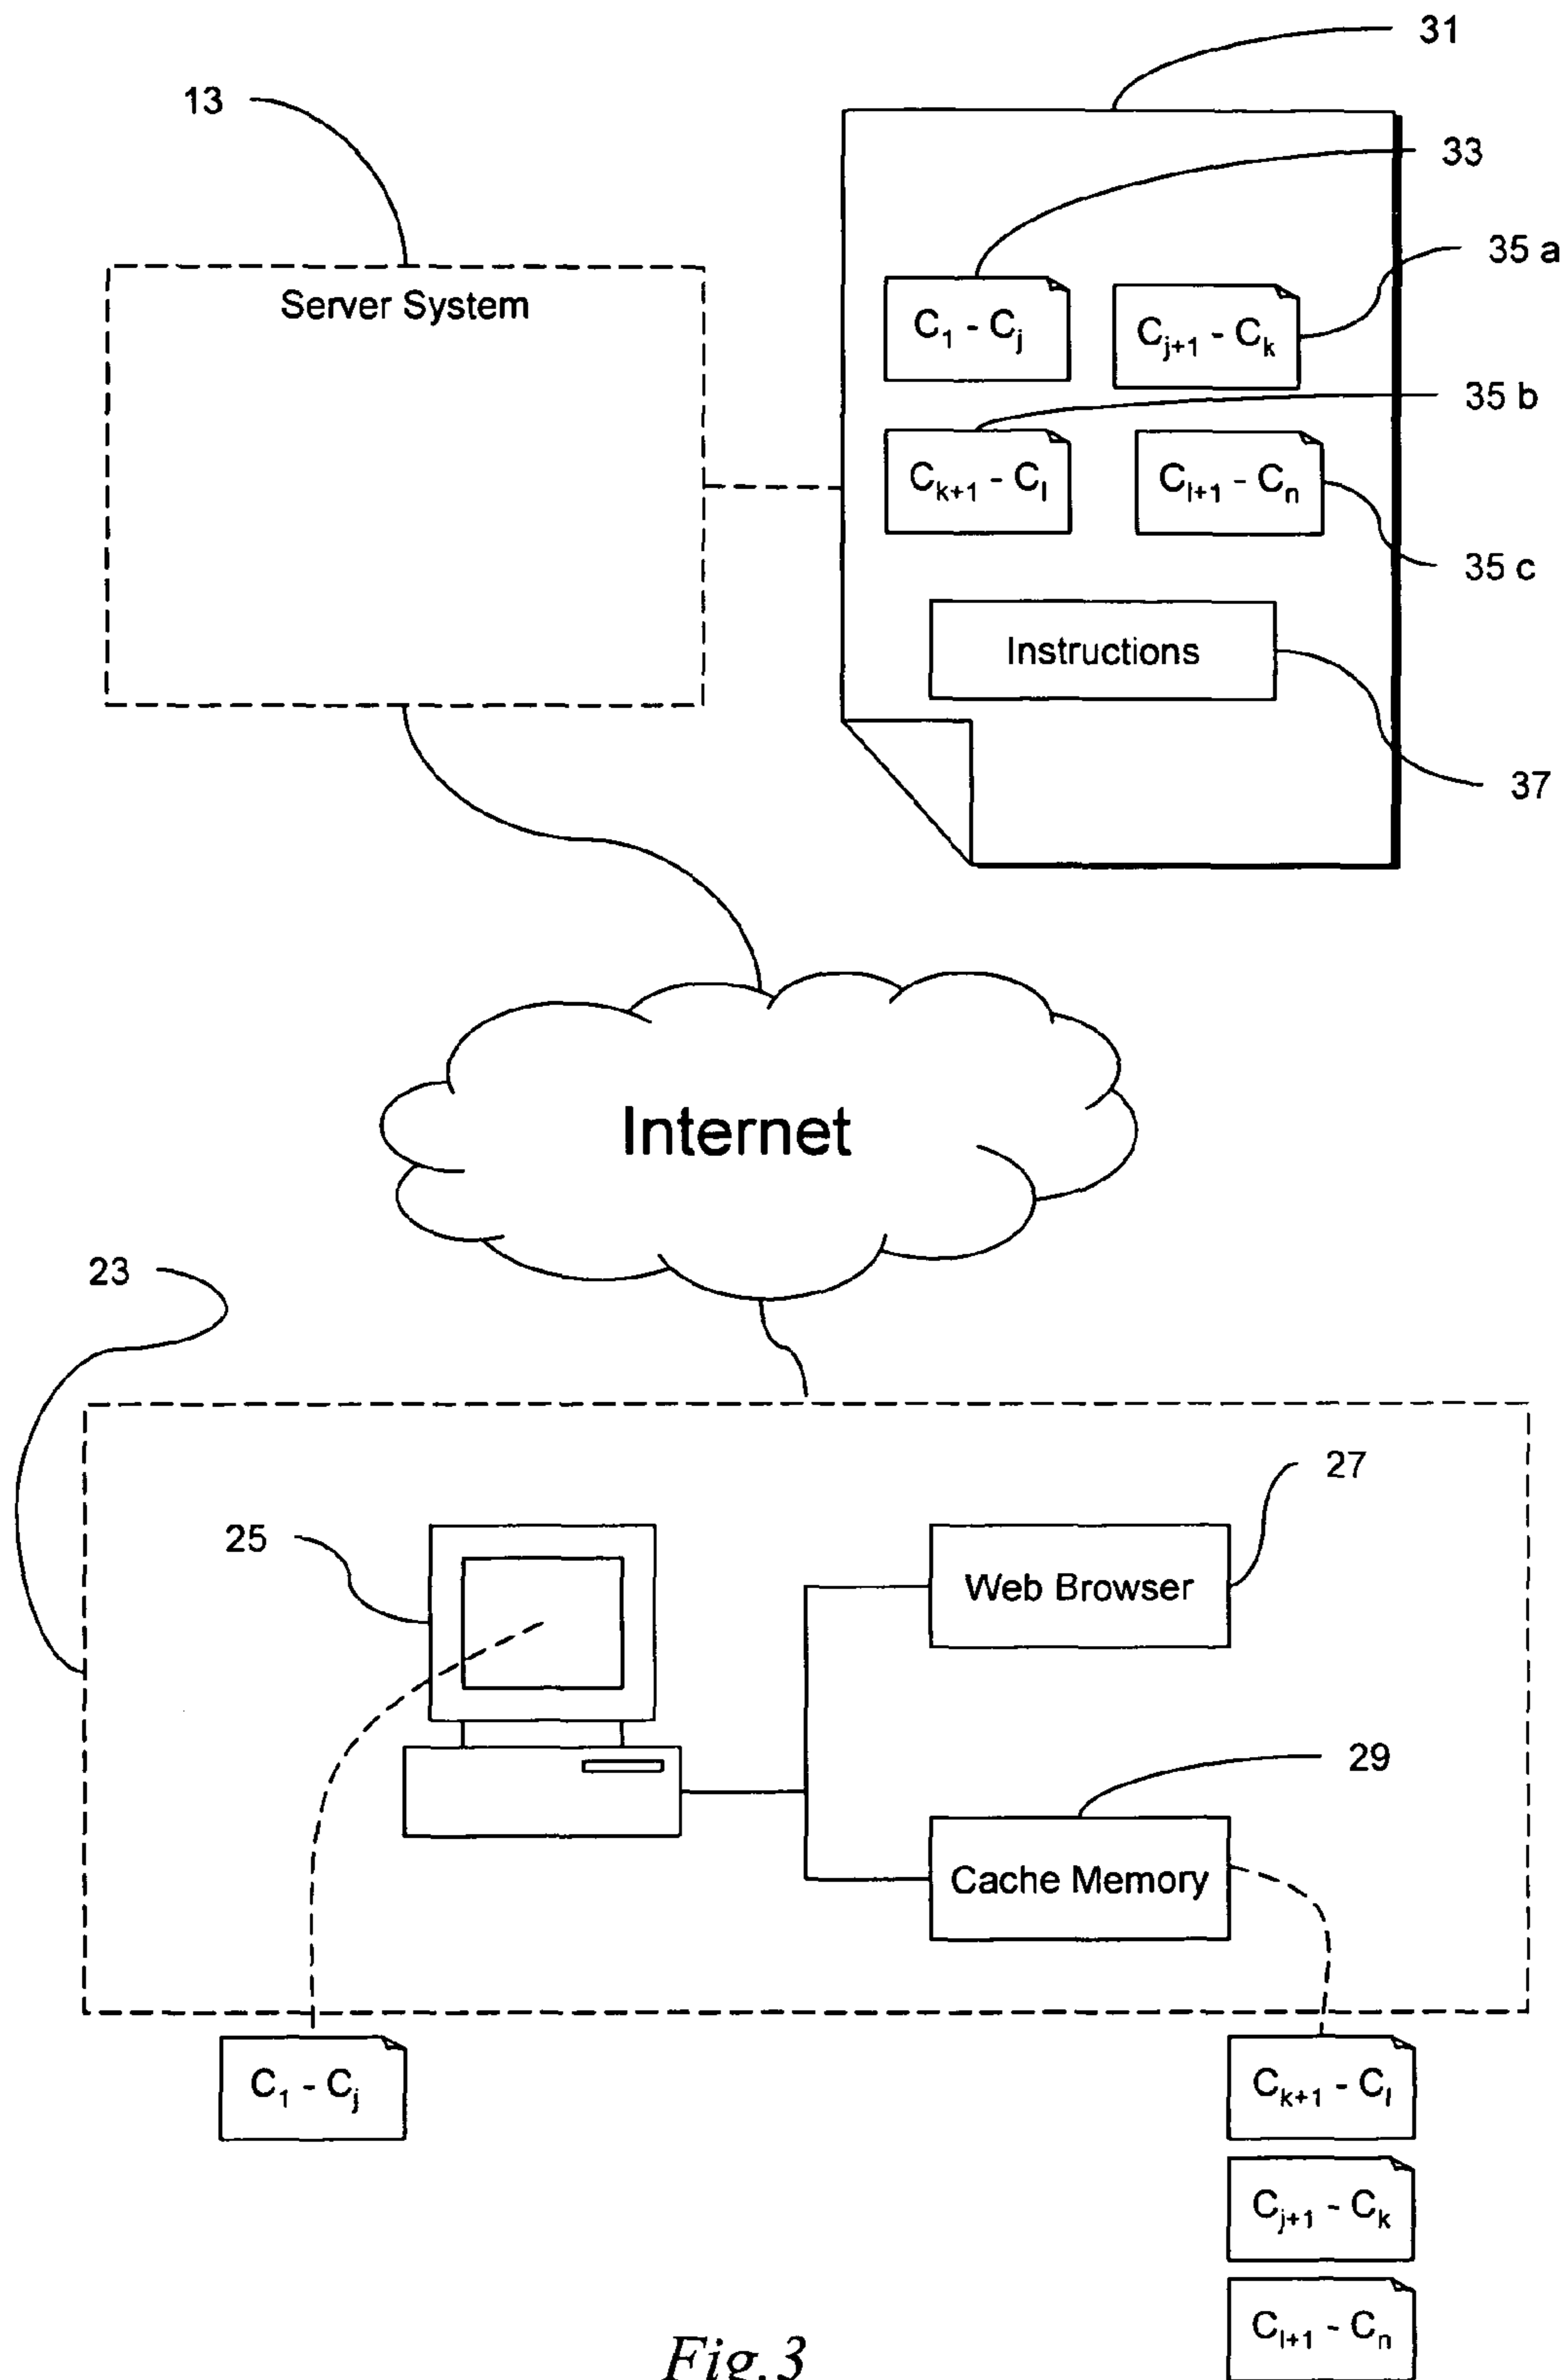 31
13
33
35 a
Server System
C₁ - Cⱼ
Cⱼ₊₁ - Cₖ
35 b
Cₖ₊₁ - Cₗ
Cₗ₊₁ - Cₙ
35 c
Instructions
37
Internet
23
27
25
Web Browser
29
Cache Memory
C₁ - Cⱼ
Cₖ₊₁ - Cₗ
Cⱼ₊₁ - Cₖ
Cₗ₊₁ - Cₙ
Fig.3